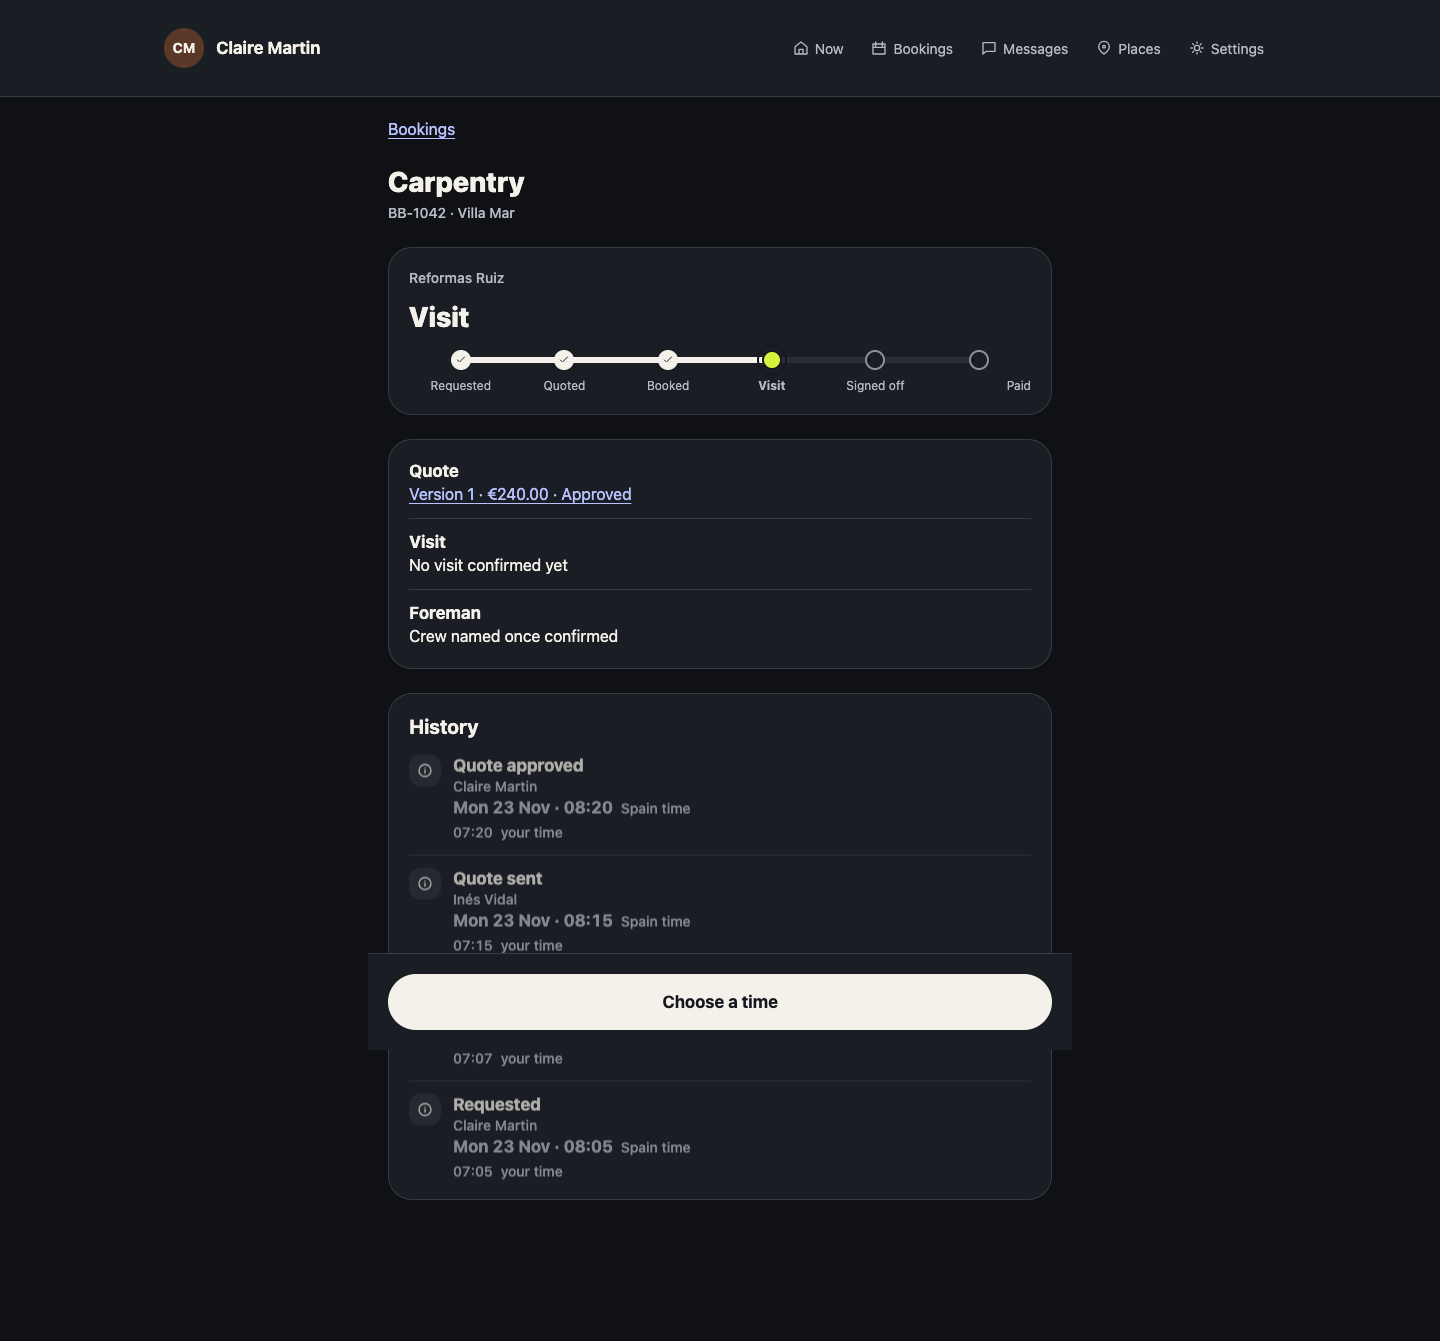 CM
Claire Martin
Now
Bookings
Messages
Places
Settings
Bookings
Carpentry
BB-1042 · Villa Mar
Reformas Ruiz
Visit
Requested
Quoted
Booked
Visit
Signed off
Paid
Quote
Version 1 · €240.00 · Approved
Visit
No visit confirmed yet
Foreman
Crew named once confirmed
History
Quote approved
Claire Martin
Mon 23 Nov · 08:20 Spain time
07:20 your time
Quote sent
Inés Vidal
Mon 23 Nov · 08:15 Spain time
07:15 your time
Choose a time
07:07 your time
Requested
Claire Martin
Mon 23 Nov · 08:05 Spain time
07:05 your time